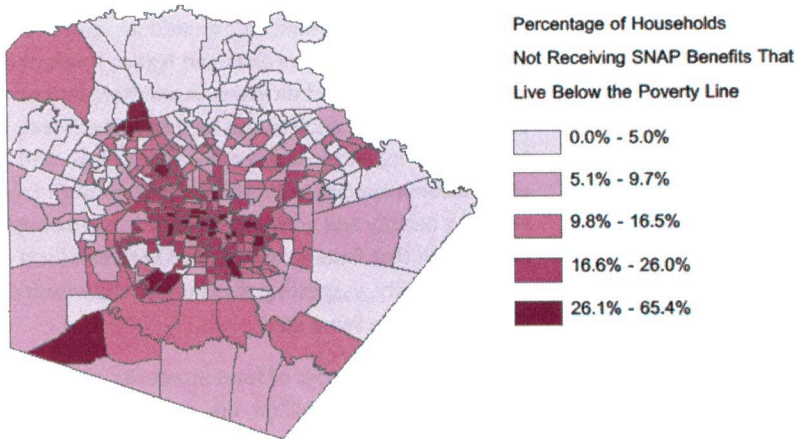 Percentage of Households
Not Receiving SNAP Benefits That
Live Below the Poverty Line
0.0% - 5.0%
5.1% - 9.7%
9.8% - 16.5%
16.6% - 26.0%
26.1% - 65.4%